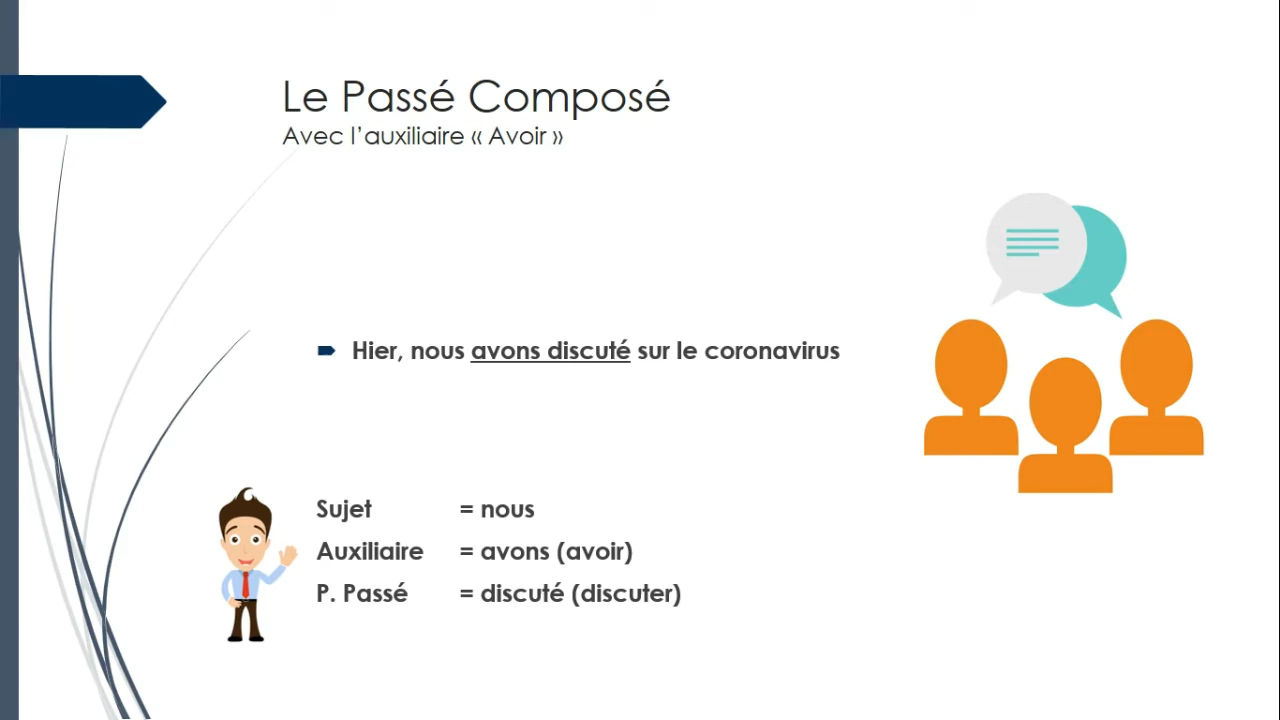 Le Passé Composé
Avec l’auxiliaire « Avoir »
Hier, nous avons discuté sur le coronavirus
Sujet = nous
Auxiliaire = avons (avoir)
P. Passé = discuté (discuter)